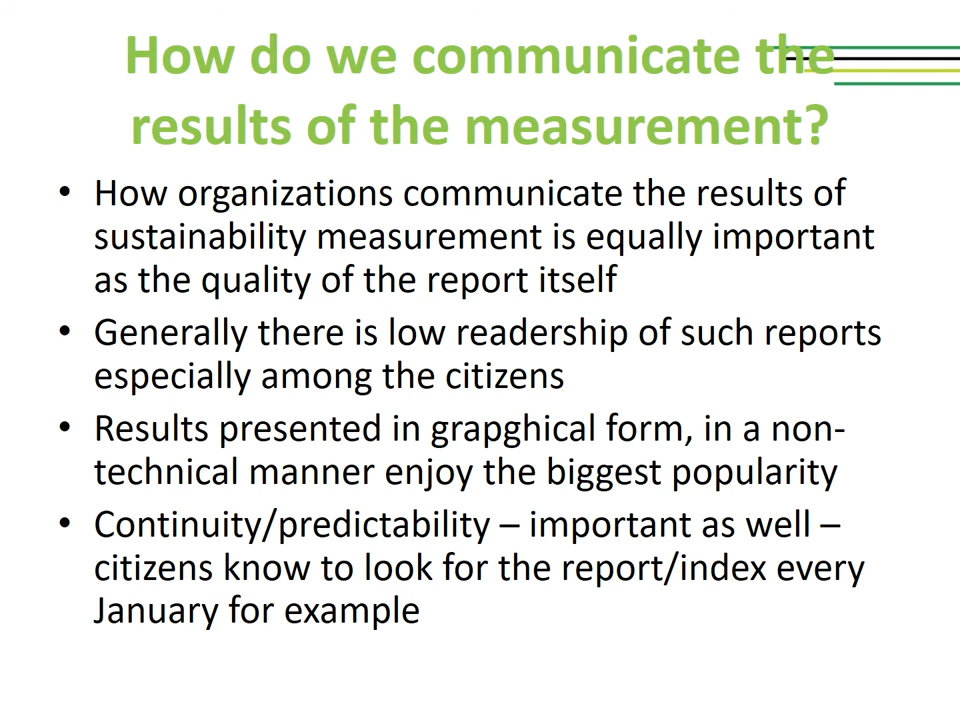 How do we communicate the
results of the measurement?
• How organizations communicate the results of
sustainability measurement is equally important
as the quality of the report itself
• Generally there is low readership of such reports
especially among the citizens
• Results presented in grapghical form, in a non-
technical manner enjoy the biggest popularity
• Continuity/predictability – important as well –
citizens know to look for the report/index every
January for example